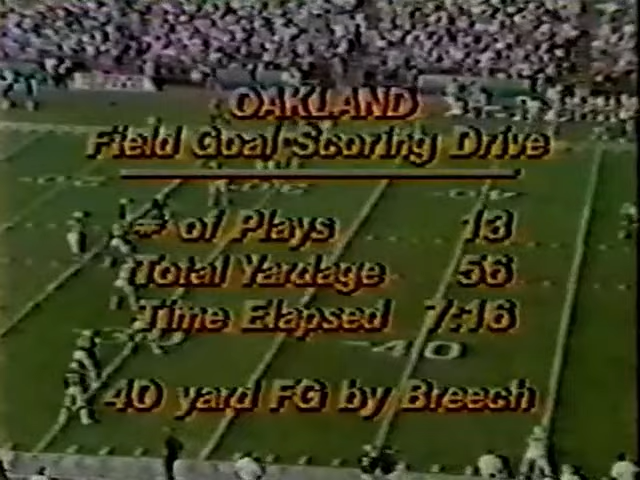 OAKLAND
Field Goal Scoring Drive
# of Plays 13
Total Yardage 56
Time Elapsed 7:16
40 yard FG by Breech
40